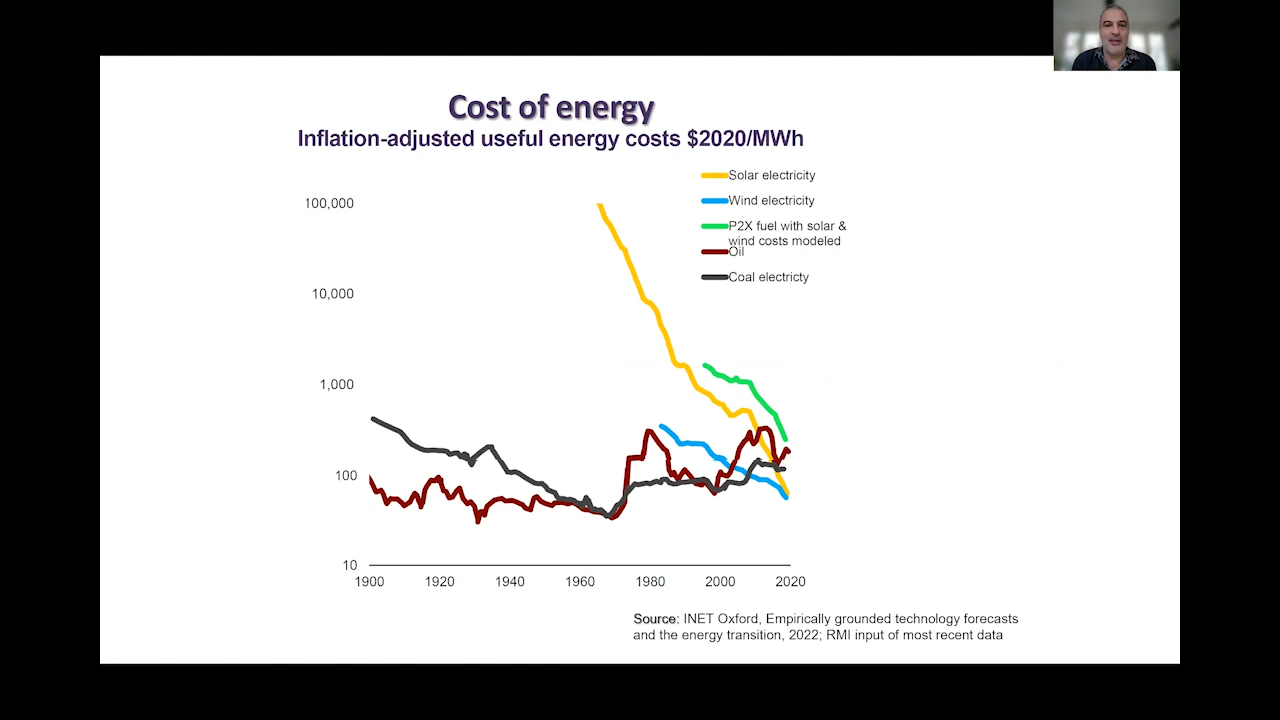 Cost of energy
Inflation-adjusted useful energy costs $2020/MWh
Solar electricity
Wind electricity
P2X fuel with solar &
wind costs modeled
Oil
Coal electricty
100,000
10,000
1,000
100
10
1900 1920 1940 1960 1980 2000 2020
Source: INET Oxford, Empirically grounded technology forecasts
and the energy transition, 2022; RMI input of most recent data